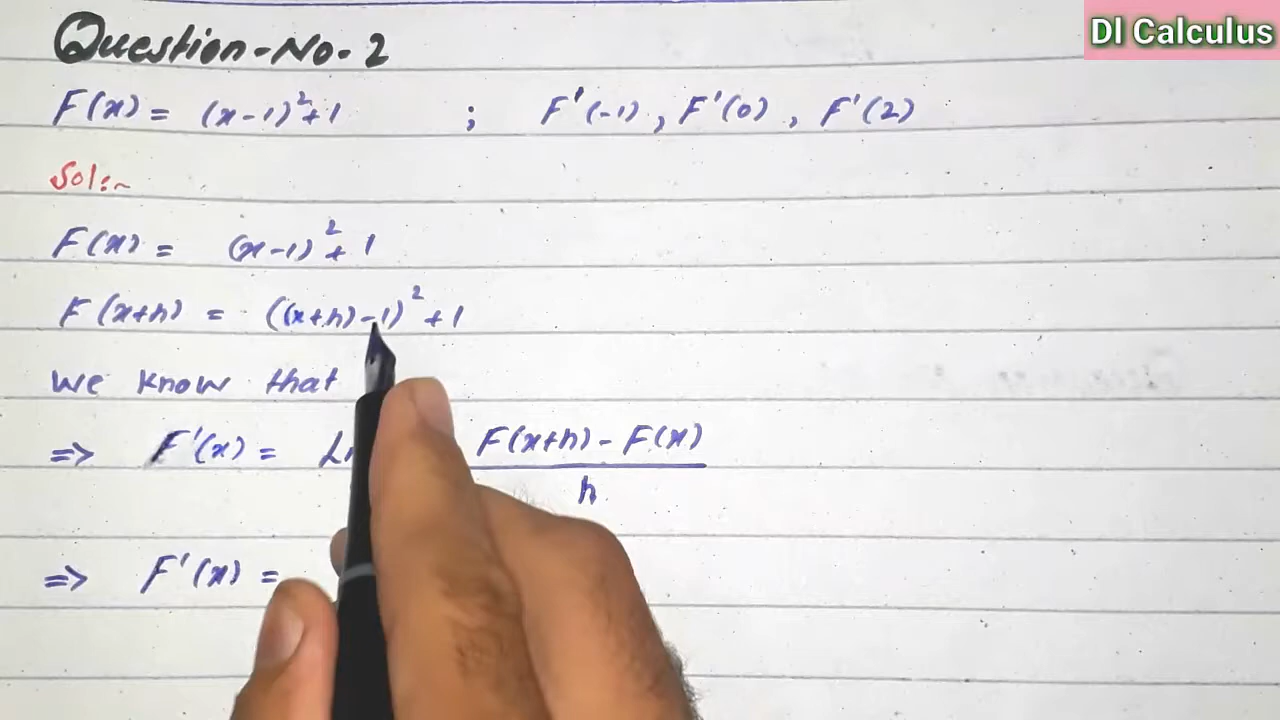 DI Calculus
Question-No-2
F(x) = (x-1)²+1 ; F'(-1), F'(0), F'(2)
Sol:~
F(x) = (x-1)²+ 1
F(x+h) = ((x+h)-1)² +1
We know that
=> F'(x) = F(x+h) - F(x)
h
=> F'(x) =